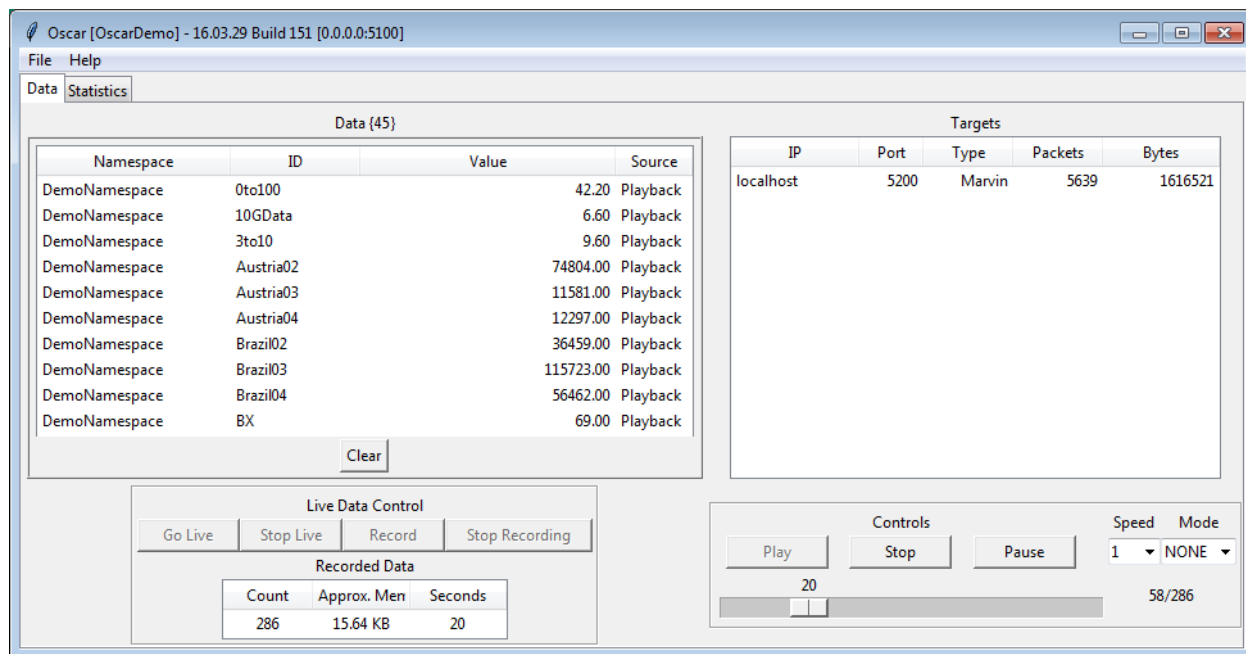 Oscar [OscarDemo] - 16.03.29 Build 151 [0.0.0.0:5100]
File Help
Data Statistics
Data {45}
Namespace ID Value Source
DemoNamespace 0to100 42.20 Playback
DemoNamespace 10GData 6.60 Playback
DemoNamespace 3to10 9.60 Playback
DemoNamespace Austria02 74804.00 Playback
DemoNamespace Austria03 11581.00 Playback
DemoNamespace Austria04 12297.00 Playback
DemoNamespace Brazil02 36459.00 Playback
DemoNamespace Brazil03 115723.00 Playback
DemoNamespace Brazil04 56462.00 Playback
DemoNamespace BX 69.00 Playback
Clear
Targets
IP Port Type Packets Bytes
localhost 5200 Marvin 5639 1616521
Live Data Control
Go Live Stop Live Record Stop Recording
Recorded Data
Count Approx. Men Seconds
286 15.64 KB 20
Controls Speed Mode
Play Stop Pause 1 NONE
20
58/286